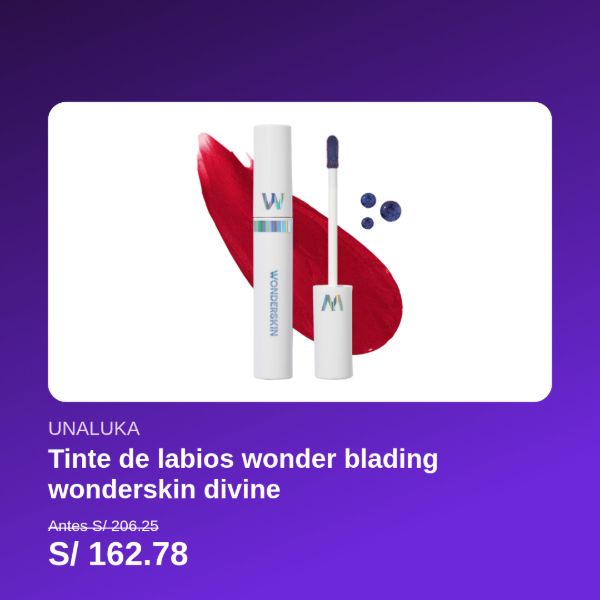 W
WONDERSKIN
W
UNALUKA
Tinte de labios wonder blading
wonderskin divine
Antes S/ 206.25
S/ 162.78